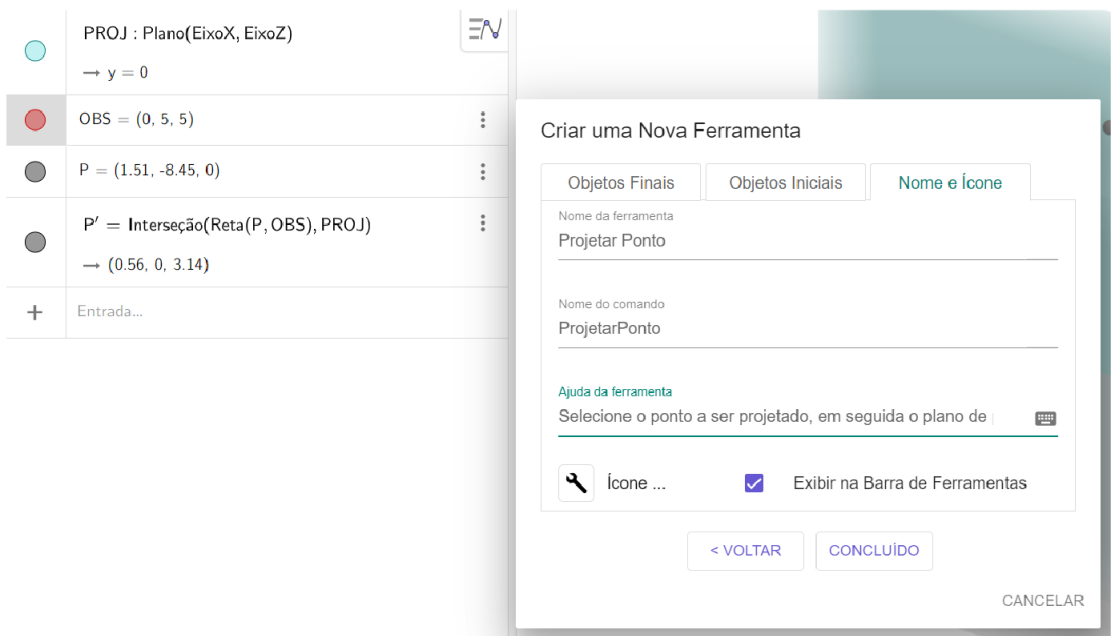 PROJ : Plano(EixoX, EixoZ)
→ y = 0
OBS = (0, 5, 5)
P = (1.51, -8.45, 0)
P′ = Interseção(Reta(P, OBS), PROJ)
→ (0.56, 0, 3.14)
+ Entrada...
Criar uma Nova Ferramenta
Objetos Finais Objetos Iniciais Nome e Ícone
Nome da ferramenta
Projetar Ponto
Nome do comando
ProjetarPonto
Ajuda da ferramenta
Selecione o ponto a ser projetado, em seguida o plano de
Ícone ... Exibir na Barra de Ferramentas
< VOLTAR CONCLUÍDO
CANCELAR